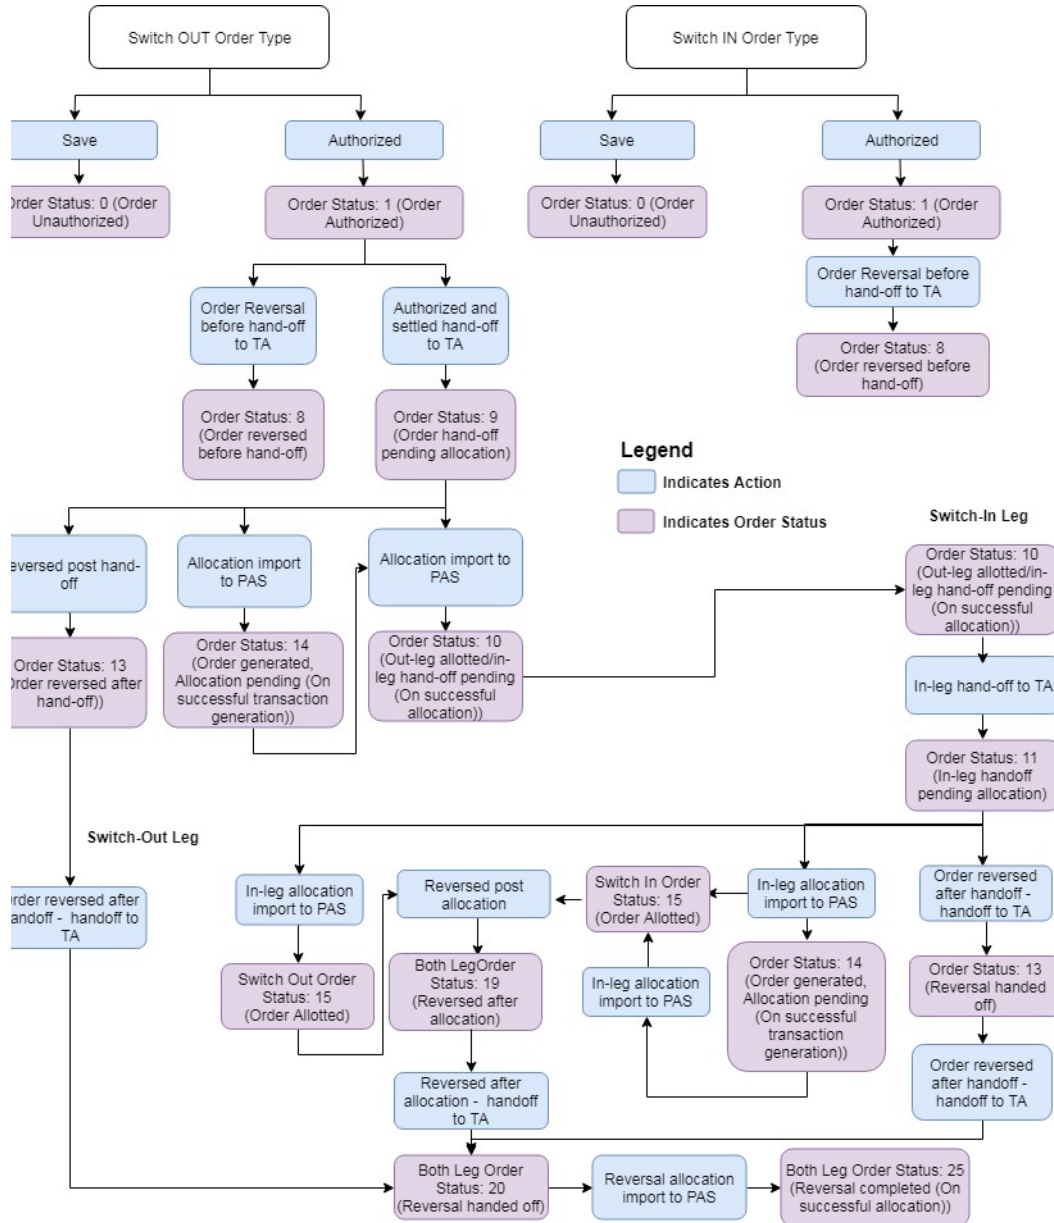 Switch OUT Order Type
Switch IN Order Type
Save
Authorized
Save
Authorized
Order Status: 0 (Order
Unauthorized)
Order Status: 1 (Order
Authorized)
Order Status: 0 (Order
Unauthorized)
Order Status: 1 (Order
Authorized)
Order Reversal
before hand-off
to TA
Authorized and
settled hand-off
to TA
Order Reversal before
hand-off to TA
Order Status: 8
(Order reversed
before hand-off)
Order Status: 9
(Order hand-off
pending allocation)
Order Status: 8
(Order reversed before
hand-off)
Legend
Indicates Action
Indicates Order Status
Switch-In Leg
eversed post hand-
off
Allocation import
to PAS
Allocation import to
PAS
Order Status: 10
(Out-leg allotted/in-
leg hand-off pending
(On successful
allocation))
Order Status: 13
Order reversed after
hand-off))
Order Status: 14
(Order generated,
Allocation pending (On
successful transaction
generation))
Order Status: 10
(Out-leg allotted/in-
leg hand-off pending
(On successful
allocation))
In-leg hand-off to TA
Order Status: 11
(In-leg handoff
pending allocation)
Switch-Out Leg
Order reversed after
handoff - handoff to
TA
In-leg allocation
import to PAS
Reversed post
allocation
Switch In Order
Status: 15
(Order Allotted)
In-leg allocation
import to PAS
Order reversed
after handoff -
handoff to TA
Switch Out Order
Status: 15
(Order Allotted)
Both LegOrder
Status: 19
(Reversed after
allocation)
In-leg allocation
import to PAS
Order Status: 14
(Order generated,
Allocation pending
(On successful
transaction
generation))
Order Status: 13
(Reversal handed
off)
Reversed after
allocation - handoff
to TA
Order reversed
after handoff -
handoff to TA
Both Leg Order
Status: 20
(Reversal handed off)
Reversal allocation
import to PAS
Both Leg Order Status: 25
(Reversal completed (On
successful allocation))